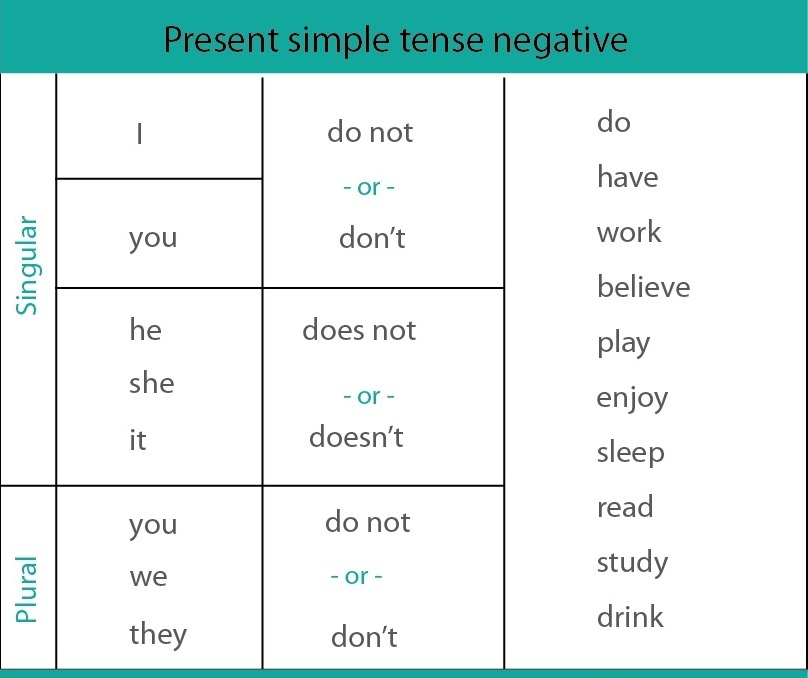 Present simple tense negative
Singular
I
you
do not
- or -
don't
he
she
it
does not
- or -
doesn't
Plural
you
we
they
do not
- or -
don't
do
have
work
believe
play
enjoy
sleep
read
study
drink